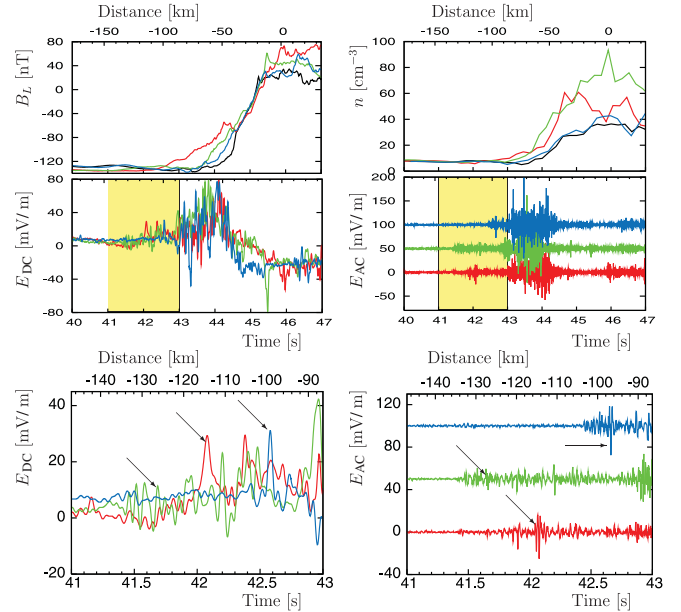 Distance [km]
−150 −100 −50 0
B_L [nT]
80
40
0
-40
-80
-120
E_DC [mV/m]
80
40
0
-40
-80
40 41 42 43 44 45 46 47
Time [s]
Distance [km]
−150 −100 −50 0
n [cm⁻³]
100
80
60
40
20
0
E_AC [mV/m]
200
150
100
50
0
-50
40 41 42 43 44 45 46 47
Time [s]
Distance [km]
-140 -130 -120 -110 -100 -90
E_DC [mV/m]
40
20
0
-20
41 41.5 42 42.5 43
Time [s]
Distance [km]
-140 -130 -120 -110 -100 -90
E_AC [mV/m]
120
80
40
0
-40
41 41.5 42 42.5 43
Time [s]